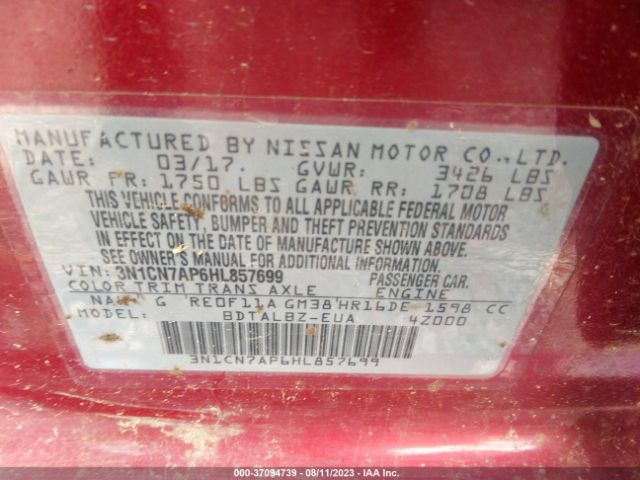 MANUFACTURED BY NISSAN MOTOR CO.,LTD.
DATE: 03/17. GVWR: 3426 LBS
GAWR FR: 1750 LBS GAWR RR: 1708 LBS
THIS VEHICLE CONFORMS TO ALL APPLICABLE FEDERAL MOTOR
VEHICLE SAFETY, BUMPER AND THEFT PREVENTION STANDARDS
IN EFFECT ON THE DATE OF MANUFACTURE SHOWN ABOVE.
SEE OWNER'S MANUAL FOR ADDITIONAL INFORMATION
VIN: 3N1CN7AP6HL857699 PASSENGER CAR.
COLOR TRIM TRANS AXLE ENGINE
NAH G RE0F11A GM38 HR16DE 1598 CC
MODEL: BDTALBZ-EUA 4Z000
3N1CN7AP6HL857699
000-37094739 - 08/11/2023 - IAA Inc.